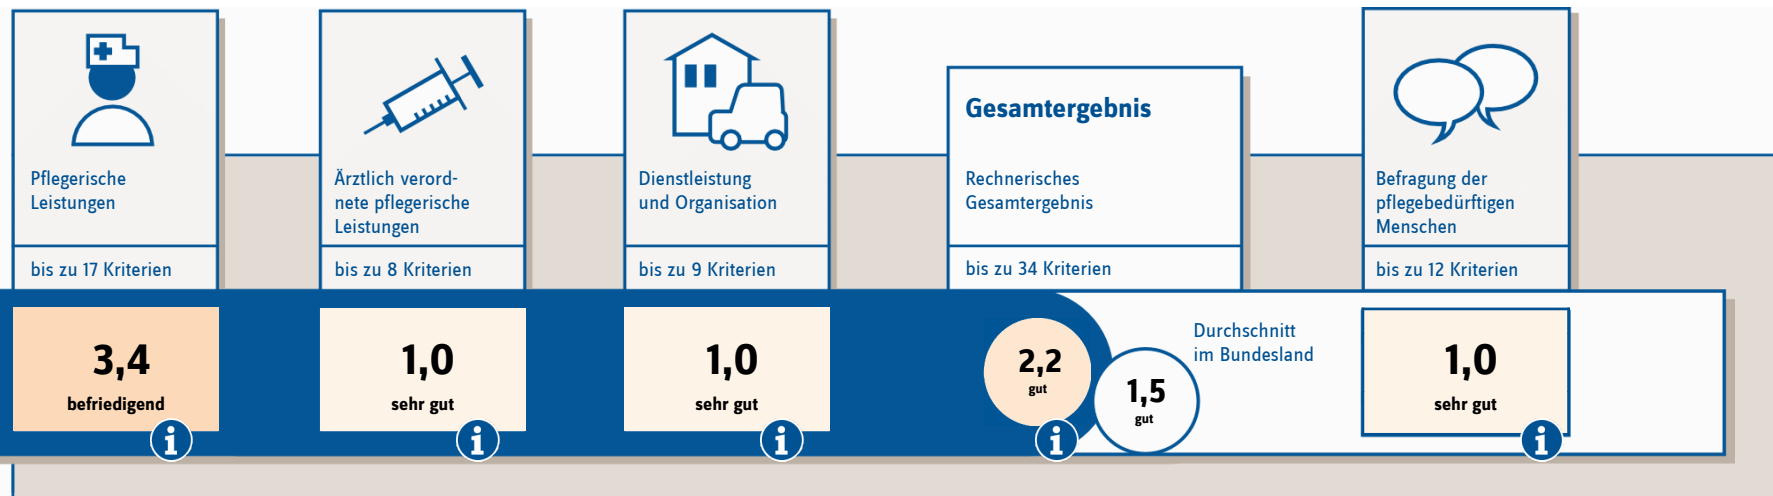 Pflegerische
Leistungen
bis zu 17 Kriterien
3,4
befriedigend
i
Ärztlich verord-
nete pflegerische
Leistungen
bis zu 8 Kriterien
1,0
sehr gut
i
Dienstleistung
und Organisation
bis zu 9 Kriterien
1,0
sehr gut
i
Gesamtergebnis
Rechnerisches
Gesamtergebnis
bis zu 34 Kriterien
2,2
gut
i
1,5
gut
Durchschnitt
im Bundesland
Befragung der
pflegebedürftigen
Menschen
bis zu 12 Kriterien
1,0
sehr gut
i